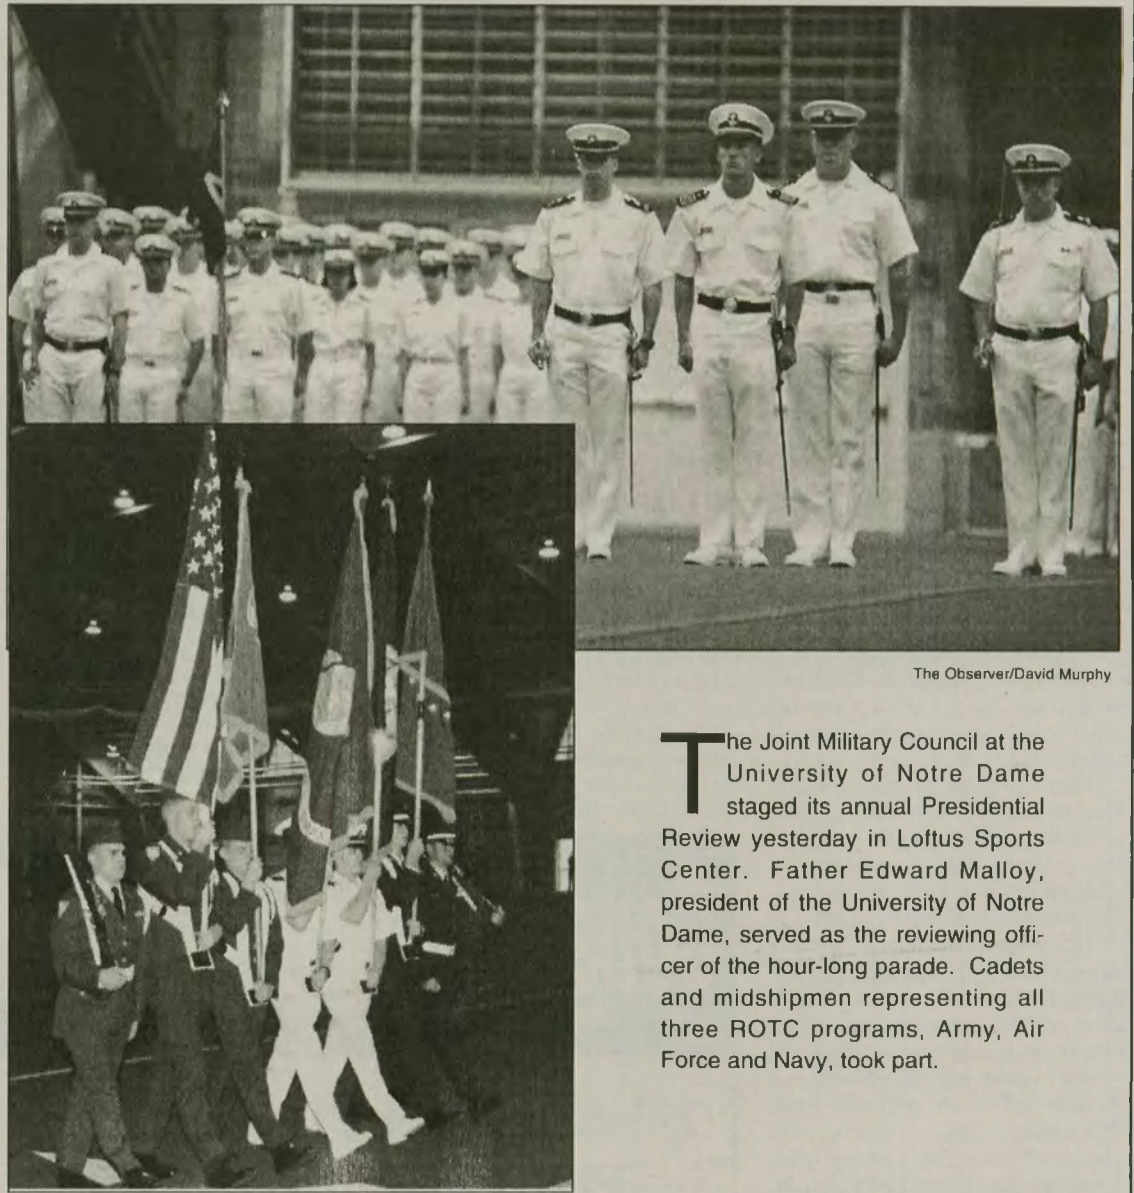 The Observer/David Murphy
The Joint Military Council at the
University of Notre Dame
staged its annual Presidential
Review yesterday in Loftus Sports
Center. Father Edward Malloy,
president of the University of Notre
Dame, served as the reviewing offi-
cer of the hour-long parade. Cadets
and midshipmen representing all
three ROTC programs, Army, Air
Force and Navy, took part.